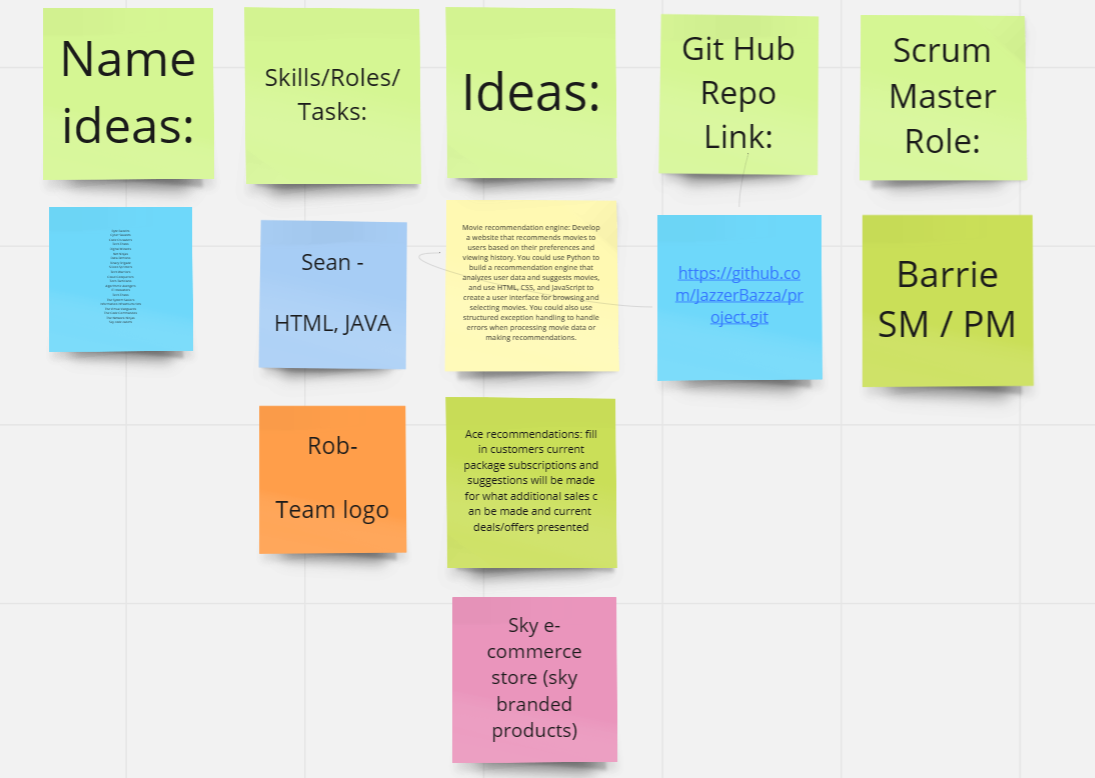 Name
ideas:
Skills/Roles/
Tasks:
Ideas:
Git Hub
Repo
Link:
Scrum
Master
Role:
Sean -
HTML, JAVA
Movie recommendation engine: Develop
a website that recommends movies to
users based on their preferences and
viewing history. You could use Python to
build a recommendation engine that
analyzes user data and suggests movies,
and use HTML, CSS, and JavaScript to
create a user interface for browsing and
selecting movies. You could also use
structured exception handling to handle
errors when processing movie data or
making recommendations.
https://github.co
m/JazzerBazza/pr
oject.git
Barrie
SM / PM
Rob-
Team logo
Ace recommendations: fill
in customers current
package subscriptions and
suggestions will be made
for what additional sales c
an be made and current
deals/offers presented
Sky e-
commerce
store (sky
branded
products)